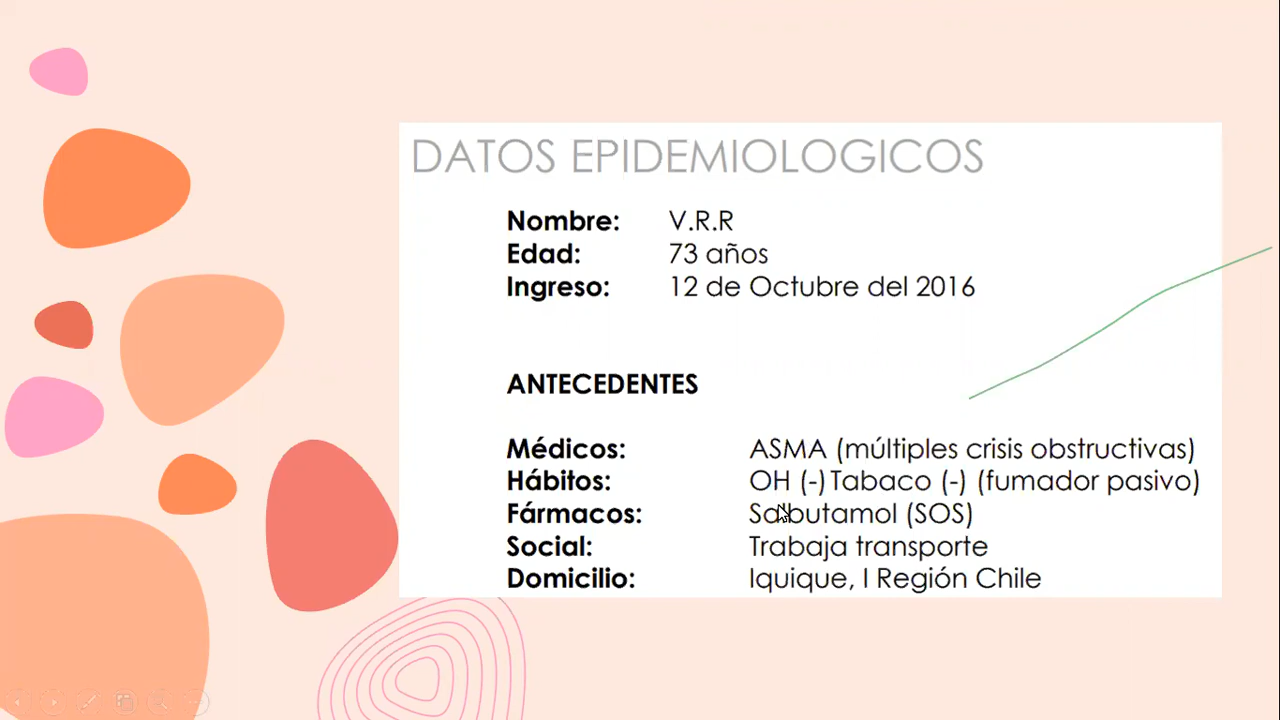 DATOS EPIDEMIOLOGICOS
Nombre: V.R.R
Edad: 73 años
Ingreso: 12 de Octubre del 2016
ANTECEDENTES
Médicos: ASMA (múltiples crisis obstructivas)
Hábitos: OH (-) Tabaco (-) (fumador pasivo)
Fármacos: Salbutamol (SOS)
Social: Trabaja transporte
Domicilio: Iquique, I Región Chile